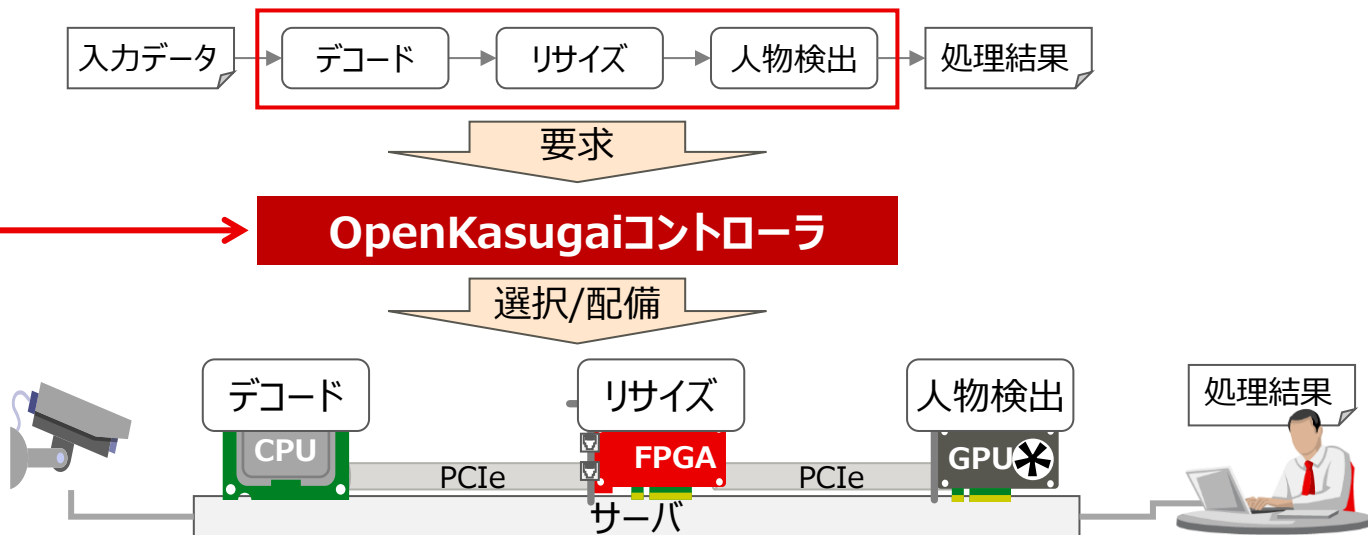 入力データ
デコード
リサイズ
人物検出
処理結果
要求
OpenKasugaiコントローラ
選択/配備
デコード
リサイズ
人物検出
処理結果
CPU
PCIe
FPGA
PCIe
GPU
サーバ